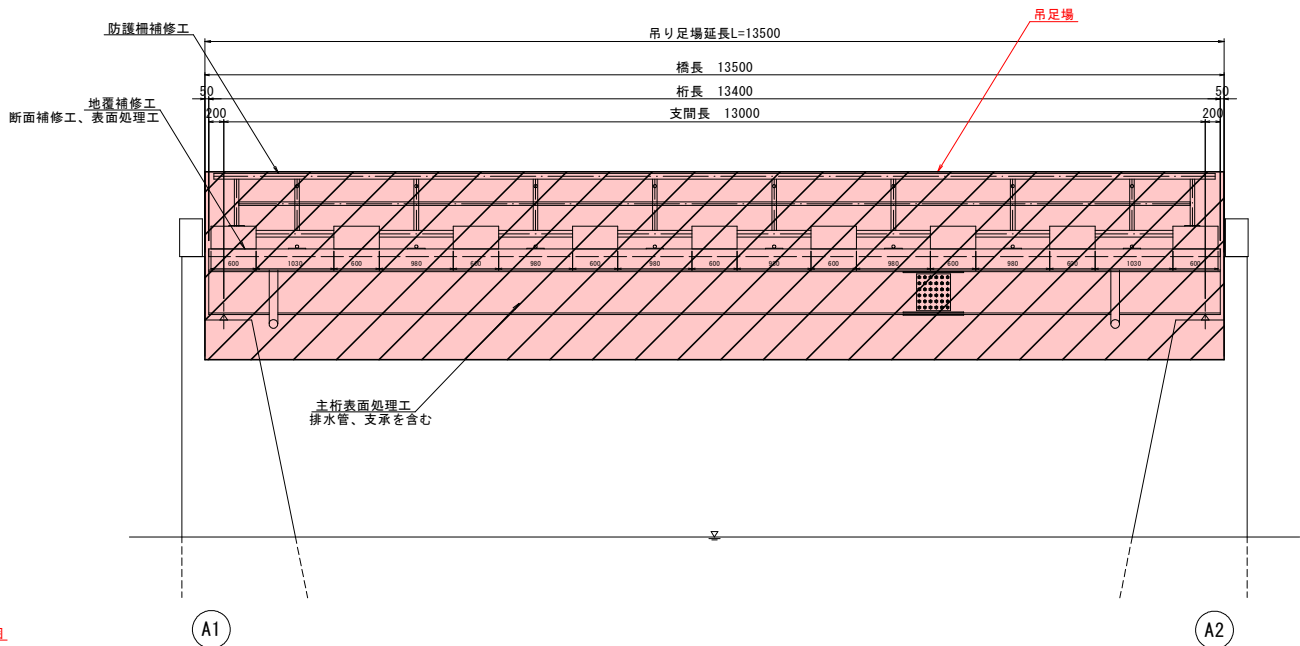 吊足場
防護柵補修工
吊り足場延長L=13500
橋長 13500
50 桁長 13400 50
地覆補修工
断面補修工、表面処理工
200 支間長 13000 200
600 1030 600 980 600 980 600 980 600 980 600 980 600 980 600 1030 600
主桁表面処理工
排水管、支承を含む
A1 A2